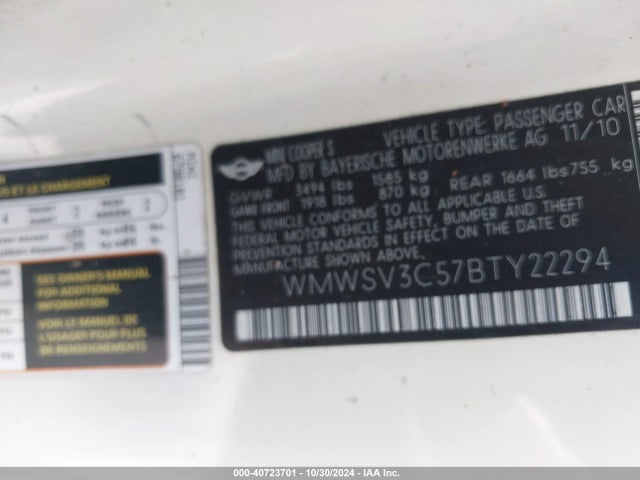 MINI COOPER S VEHICLE TYPE: PASSENGER CAR
MFD BY BAYERISCHE MOTORENWERKE AG 11/10
GVWR 3494 lbs 1585 kg
GAWR FRONT 1918 lbs 870 kg REAR 1664 lbs 755 kg
THIS VEHICLE CONFORMS TO ALL APPLICABLE
FEDERAL MOTOR VEHICLE SAFETY, BUMPER AND THEFT
PREVENTION STANDARDS IN EFFECT ON THE DATE OF
MANUFACTURE SHOWN ABOVE.
WMWSV3C57BTY22294
LE CHARGEMENT
SEE OWNER'S MANUAL
FOR ADDITIONAL
INFORMATION
VOIR LE MANUEL DE
L'USAGER POUR PLUS
DE RENSEIGNEMENTS
000-40723701 - 10/30/2024 - IAA Inc.